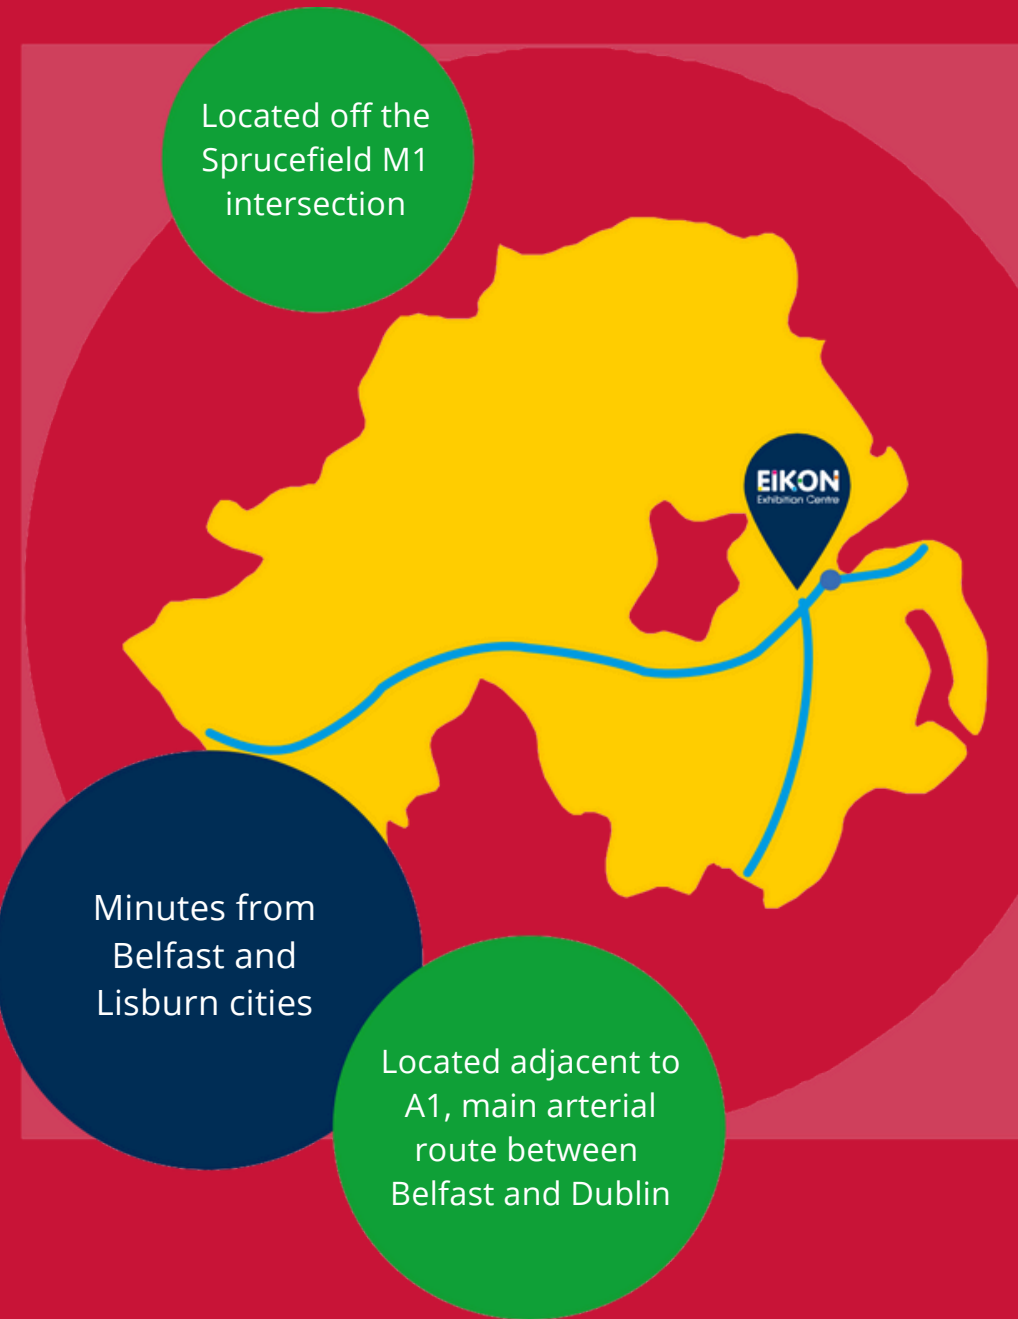 Located off the
Sprucefield M1
intersection
EiKON
Exhibition Centre
Minutes from
Belfast and
Lisburn cities
Located adjacent to
A1, main arterial
route between
Belfast and Dublin